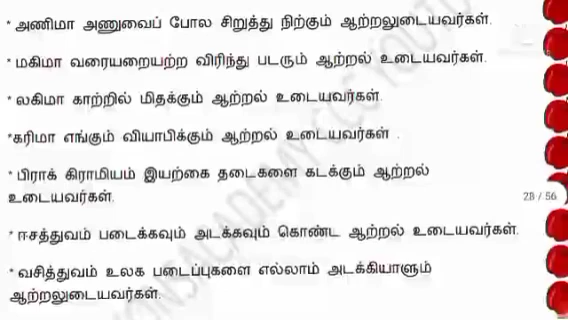 * அணிமா அணுவைப் போல சிறுத்து நிற்கும் ஆற்றலுடையவர்கள்.
* மகிமா வரையறையற்ற விரிந்து படரும் ஆற்றல் உடையவர்கள்.
* லகிமா காற்றில் மிதக்கும் ஆற்றல் உடையவர்கள்.
*கரிமா எங்கும் வியாபிக்கும் ஆற்றல் உடையவர்கள் .
* பிராக் கிராமியம் இயற்கை தடைகளை கடக்கும் ஆற்றல்
உடையவர்கள்.
28 / 56
* ஈசத்துவம் படைக்கவும் அடக்கவும் கொண்ட ஆற்றல் உடையவர்கள்.
* வசித்துவம் உலக படைப்புகளை எல்லாம் அடக்கியாளும்
ஆற்றலுடையவர்கள்.